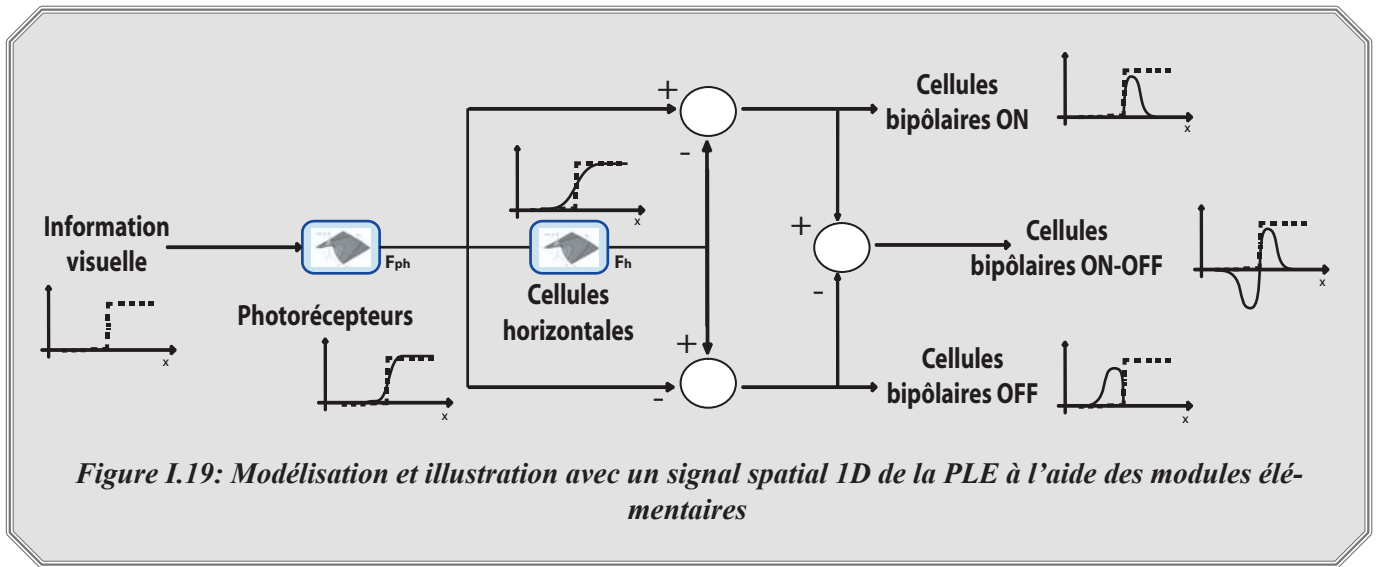 Cellules
bipôlaires ON
x
+
-
x
Information
visuelle
Fph
Fh
+
-
Cellules
bipôlaires ON-OFF
x
Cellules
horizontales
Photorécepteurs
x
x
+
-
Cellules
bipôlaires OFF
x
Figure I.19: Modélisation et illustration avec un signal spatial 1D de la PLE à l'aide des modules élé-
mentaires